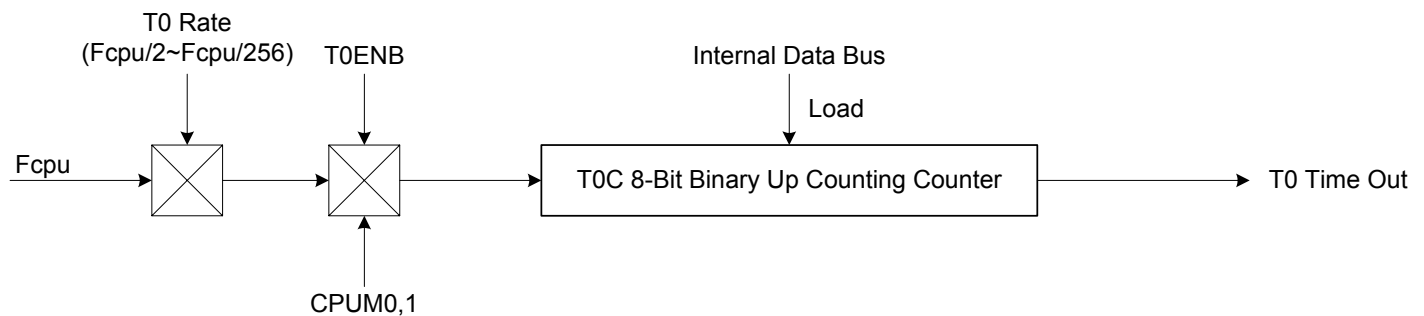 T0 Rate
(Fcpu/2~Fcpu/256)
T0ENB
Internal Data Bus
Load
Fcpu
T0C 8-Bit Binary Up Counting Counter
T0 Time Out
CPUM0,1